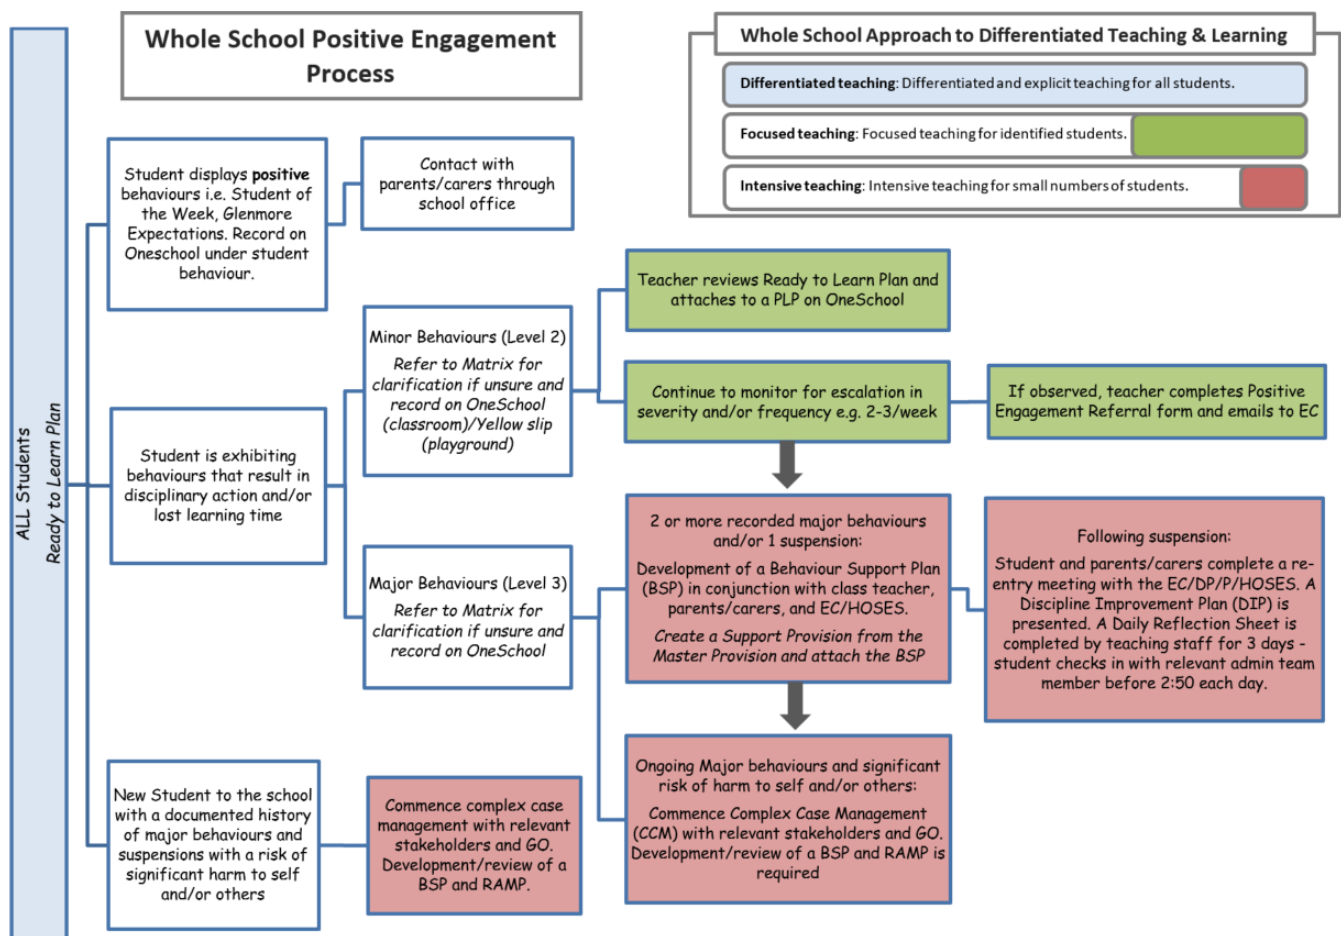 Whole School Positive Engagement
Process
Whole School Approach to Differentiated Teaching & Learning
Differentiated teaching: Differentiated and explicit teaching for all students.
Focused teaching: Focused teaching for identified students.
Intensive teaching: Intensive teaching for small numbers of students.
ALL Students
Ready to Learn Plan
Student displays positive
behaviours i.e. Student of
the Week, Glenmore
Expectations. Record on
Oneschool under student
behaviour.
Contact with
parents/carers through
school office
Student is exhibiting
behaviours that result in
disciplinary action and/or
lost learning time
Minor Behaviours (Level 2)
Refer to Matrix for
clarification if unsure and
record on OneSchool
(classroom)/Yellow slip
(playground)
Teacher reviews Ready to Learn Plan and
attaches to a PLP on OneSchool
Continue to monitor for escalation in
severity and/or frequency e.g. 2-3/week
If observed, teacher completes Positive
Engagement Referral form and emails to EC
Major Behaviours (Level 3)
Refer to Matrix for
clarification if unsure and
record on OneSchool
2 or more recorded major behaviours
and/or 1 suspension:
Development of a Behaviour Support Plan
(BSP) in conjunction with class teacher,
parents/carers, and EC/HOSES.
Create a Support Provision from the
Master Provision and attach the BSP
Following suspension:
Student and parents/carers complete a re-
entry meeting with the EC/DP/P/HOSES. A
Discipline Improvement Plan (DIP) is
presented. A Daily Reflection Sheet is
completed by teaching staff for 3 days -
student checks in with relevant admin team
member before 2:50 each day.
Ongoing Major behaviours and significant
risk of harm to self and/or others:
Commence Complex Case Management
(CCM) with relevant stakeholders and GO.
Development/review of a BSP and RAMP is
required
New Student to the school
with a documented history
of major behaviours and
suspensions with a risk of
significant harm to self
and/or others
Commence complex case
management with relevant
stakeholders and GO.
Development/review of a
BSP and RAMP.